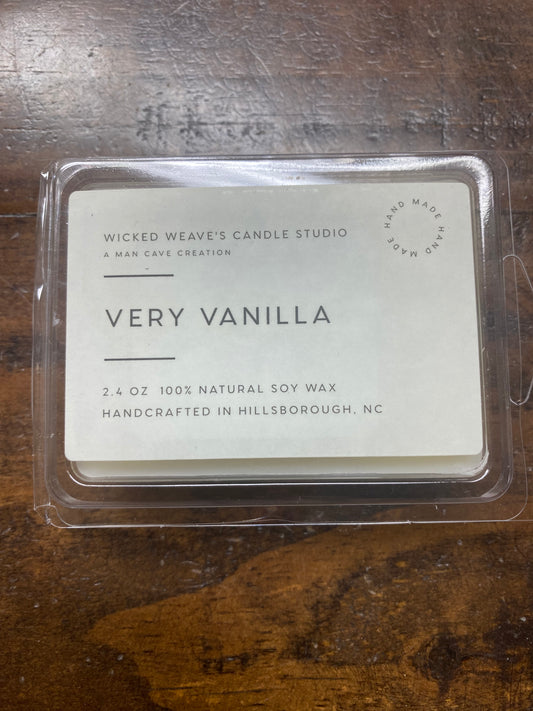 WICKED WEAVE'S CANDLE STUDIO
A MAN CAVE CREATION
HAND MADE HAND MADE
VERY VANILLA
2.4 OZ 100% NATURAL SOY WAX
HANDCRAFTED IN HILLSBOROUGH, NC